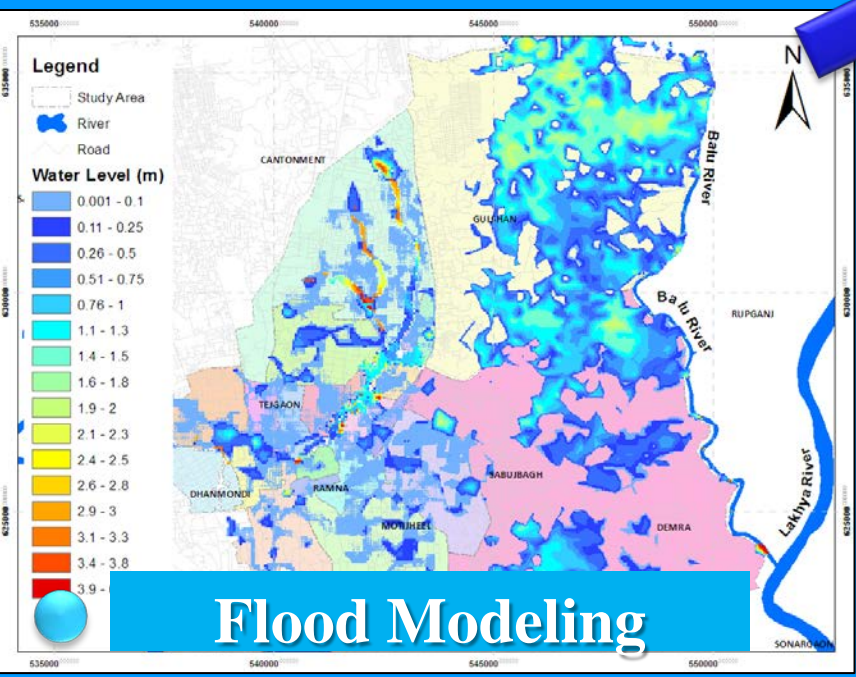 535000 540000 545000 550000
635000
N
Legend
Study Area
River
Road
Water Level (m)
0.001 - 0.1
0.11 - 0.25
0.26 - 0.5
0.51 - 0.75
0.76 - 1
1.1 - 1.3
1.4 - 1.5
1.6 - 1.8
1.9 - 2
2.1 - 2.3
2.4 - 2.5
2.6 - 2.8
2.9 - 3
3.1 - 3.3
3.4 - 3.8
3.9 -
CANTONMENT
GULSHAN
Balu River
630000
Balu River
RUPGANJ
TEJGAON
DHANMONDI
RAMNA
SABUJBAGH
MOTIJHEEL
DEMRA
Lakhya River
625000
SONARGAON
Flood Modeling
535000 540000 545000 550000